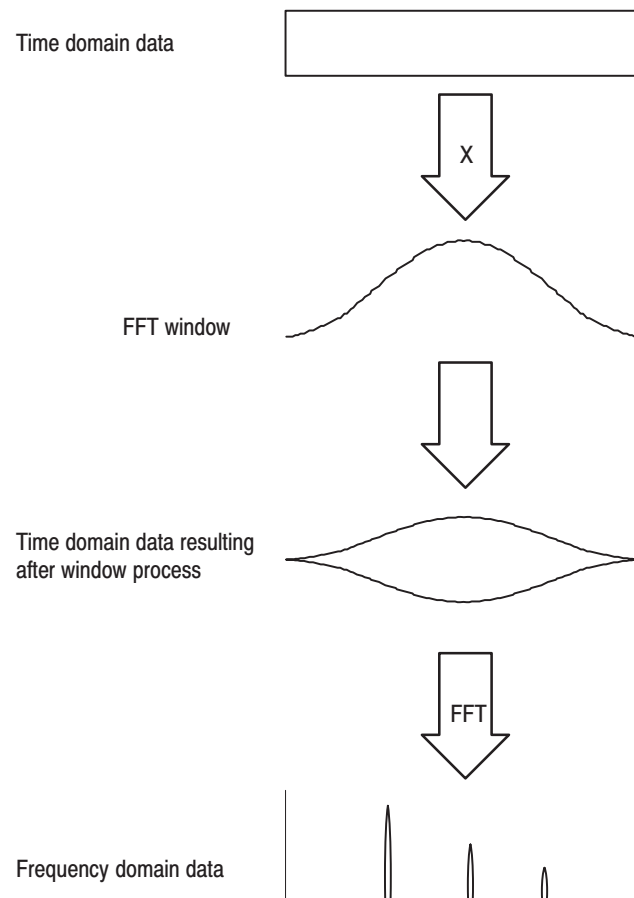 Time domain data
X
FFT window
Time domain data resulting
after window process
FFT
Frequency domain data